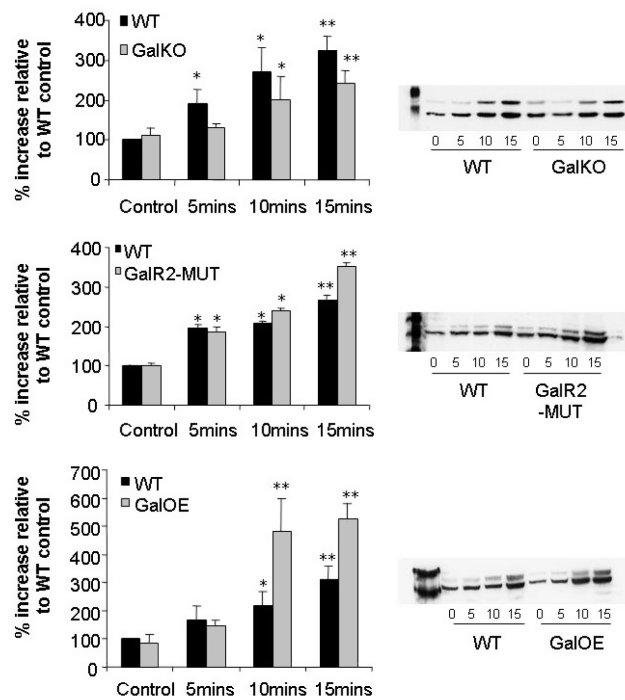 % increase relative
to WT control
400
300
200
100
0
WT
GalKO
*
*
*
**
**
Control 5mins 10mins 15mins
0 5 10 15 0 5 10 15
WT GalKO
% increase relative
to WT control
400
300
200
100
0
WT
GalR2-MUT
* *
*
*
**
**
Control 5mins 10mins 15mins
0 5 10 15 0 5 10 15
WT GalR2
-MUT
% increase relative
to WT control
700
600
500
400
300
200
100
0
WT
GalOE
*
**
**
**
Control 5mins 10mins 15mins
0 5 10 15 0 5 10 15
WT GalOE